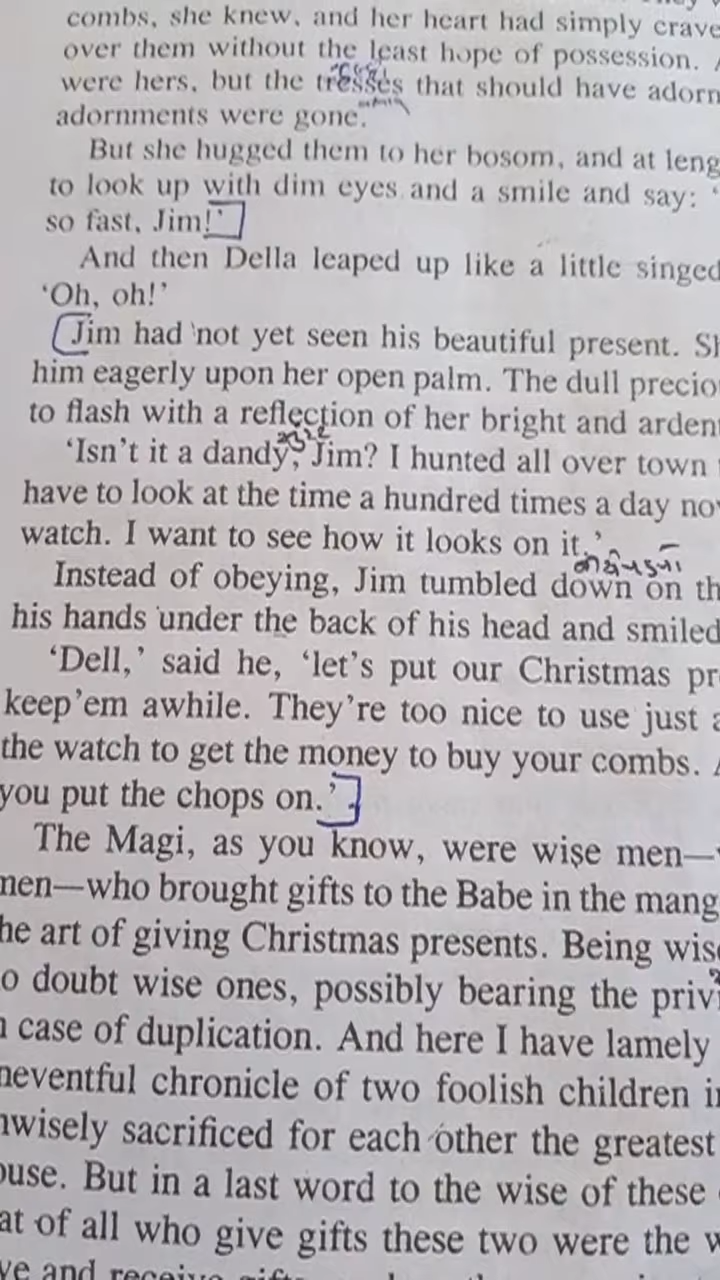 combs, she knew, and her heart had simply crave
over them without the least hope of possession.
were hers, but the tresses that should have adorn
adornments were gone.
But she hugged them to her bosom, and at leng
to look up with dim eyes and a smile and say: ‘
so fast, Jim!’
And then Della leaped up like a little singed
‘Oh, oh!’
Jim had not yet seen his beautiful present. Sh
him eagerly upon her open palm. The dull precio
to flash with a reflection of her bright and arden
‘Isn’t it a dandy, Jim? I hunted all over town
have to look at the time a hundred times a day no
watch. I want to see how it looks on it.’
Instead of obeying, Jim tumbled down on th
his hands under the back of his head and smiled
‘Dell,’ said he, ‘let’s put our Christmas pr
keep’em awhile. They’re too nice to use just a
the watch to get the money to buy your combs.
you put the chops on.’
The Magi, as you know, were wise men—
men—who brought gifts to the Babe in the mang
he art of giving Christmas presents. Being wis
o doubt wise ones, possibly bearing the privi
case of duplication. And here I have lamely
neventful chronicle of two foolish children i
wisely sacrificed for each other the greatest
ouse. But in a last word to the wise of these
at of all who give gifts these two were the w
ve and receive gifts